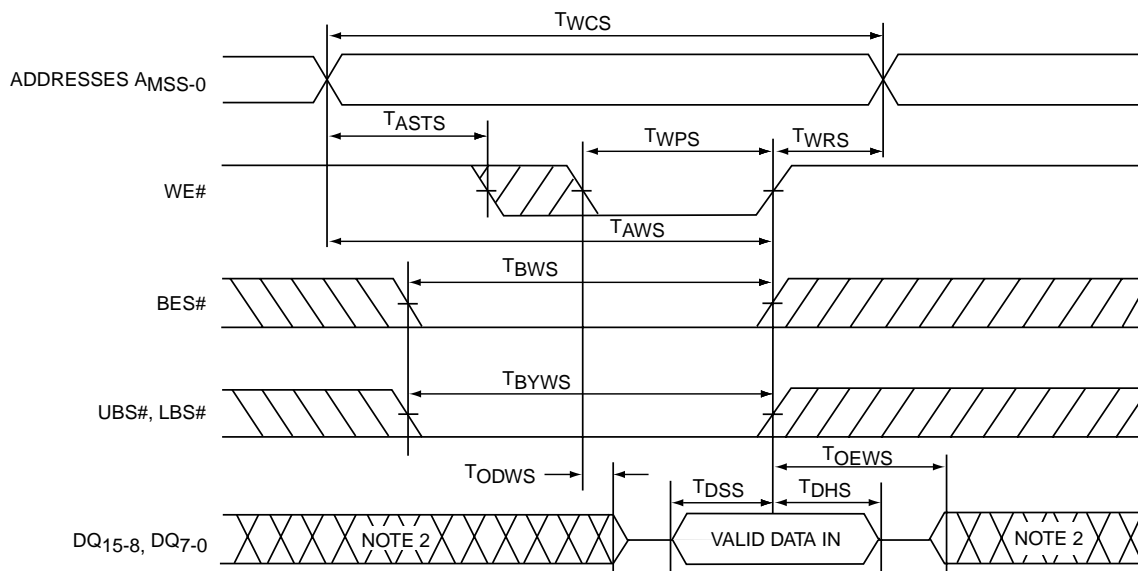 TWCS
ADDRESSES AMSS-0
TASTS
TWPS
TWRS
WE#
TAWS
TBWS
BES#
TBYWS
UBS#, LBS#
TOEWS
TODWS
TDSS
TDHS
DQ15-8, DQ7-0
NOTE 2
VALID DATA IN
NOTE 2